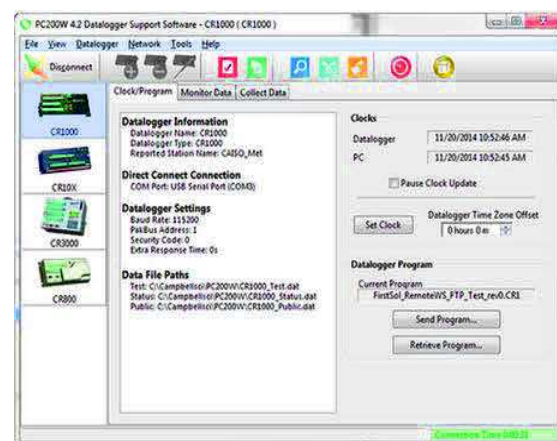 PC200W 4.2 Datalogger Support Software - CR1000 ( CR1000 )
File View Datalogger Network Tools Help
Disconnect
Clock/Program Monitor Data Collect Data
CR1000
CR10X
CR3000
CR800
Datalogger Information
Datalogger Name: CR1000
Datalogger Type: CR1000
Reported Station Name: CAISO_Met
Direct Connect Connection
COM Port: USB Serial Port (COM3)
Datalogger Settings
Baud Rate: 115200
PakBus Address: 1
Security Code: 0
Extra Response Time: 0s
Data File Paths
Test: C:\Campbellsci\PC200W\CR1000_Test.dat
Status: C:\Campbellsci\PC200W\CR1000_Status.dat
Public: C:\Campbellsci\PC200W\CR1000_Public.dat
Clocks
Datalogger 11/20/2014 10:52:46 AM
PC 11/20/2014 10:52:45 AM
Pause Clock Update
Set Clock
Datalogger Time Zone Offset
0 hours 0 m
Datalogger Program
Current Program
FirstSol_RemoteWS_FTP_Test_rev0.CR1
Send Program...
Retrieve Program...
Connection Time